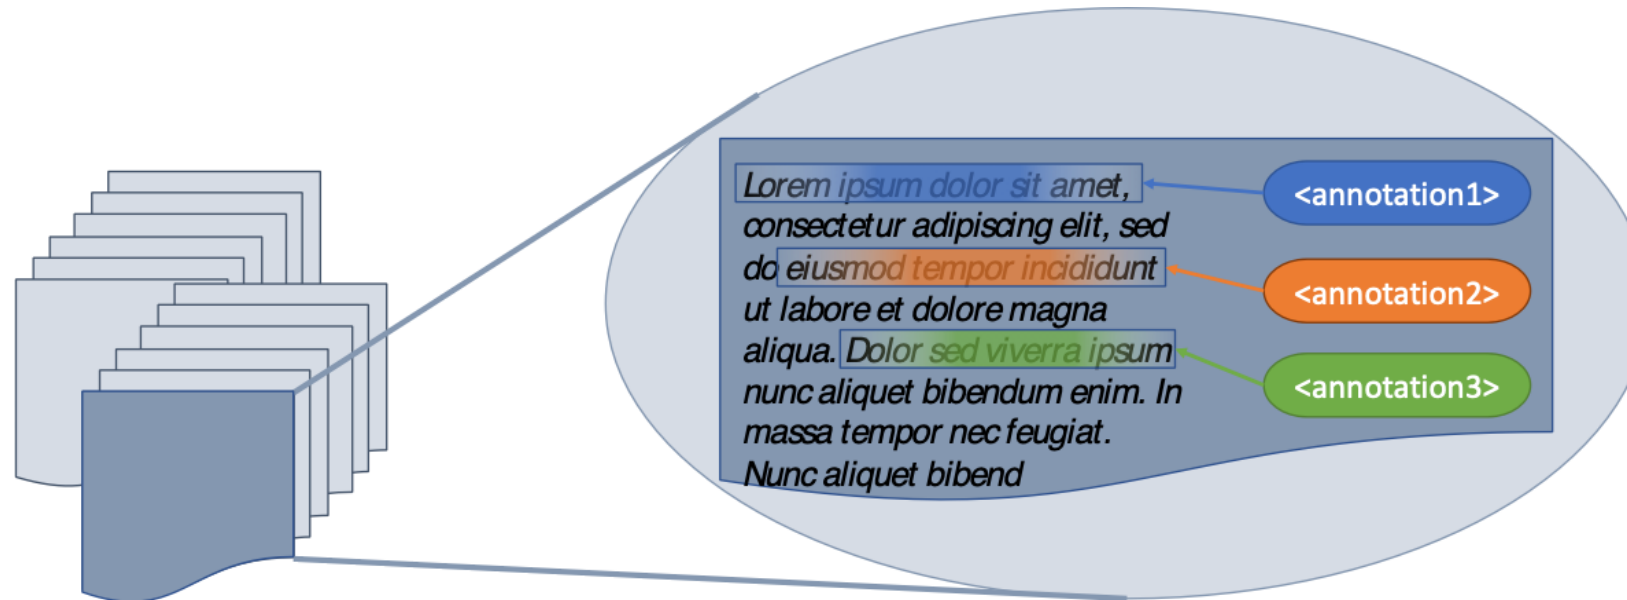 Lorem ipsum dolor sit amet,
consectetur adipiscing elit, sed
do eiusmod tempor incididunt
ut labore et dolore magna
aliqua. Dolor sed viverra ipsum
nunc aliquet bibendum enim. In
massa tempor nec feugiat.
Nunc aliquet bibend
<annotation1>
<annotation2>
<annotation3>